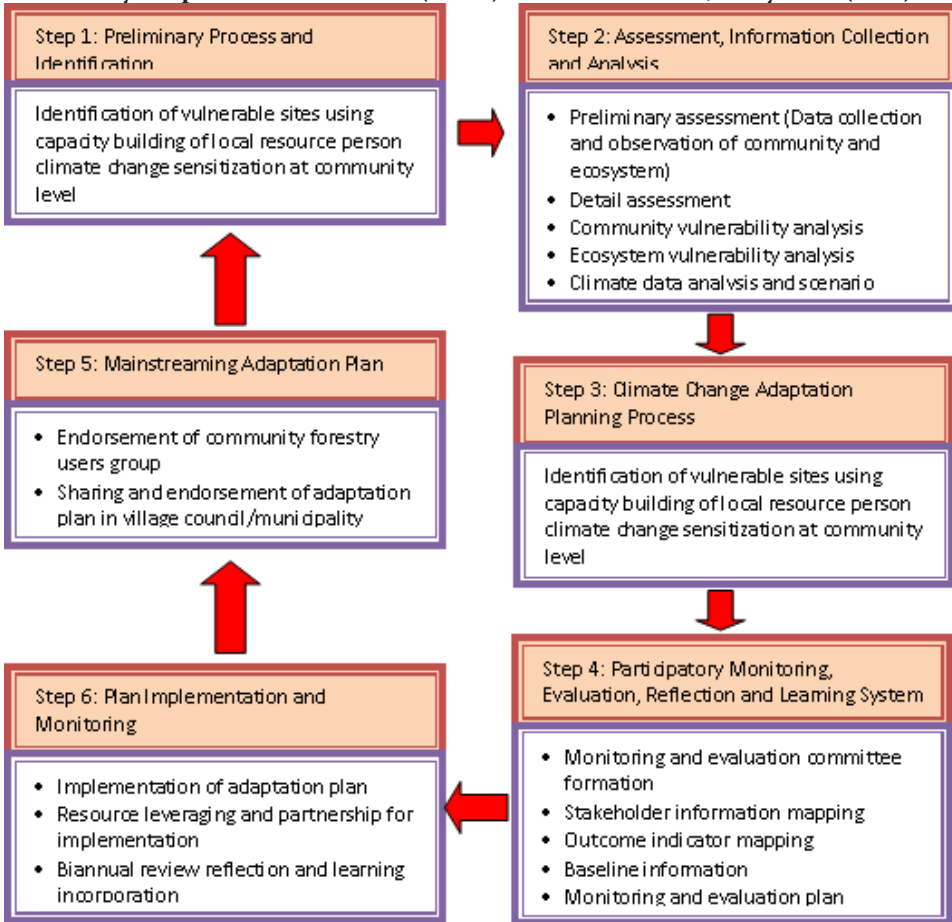 Step 1: Preliminary Process and
Identification
Identification of vulnerable sites using
capacity building of local resource person
climate change sensitization at community
level
Step 2: Assessment, Information Collection
and Analysis
• Preliminary assessment (Data collection
and observation of community and
ecosystem)
• Detail assessment
• Community vulnerability analysis
• Ecosystem vulnerability analysis
• Climate data analysis and scenario
Step 3: Climate Change Adaptation
Planning Process
Identification of vulnerable sites using
capacity building of local resource person
climate change sensitization at community
level
Step 4: Participatory Monitoring,
Evaluation, Reflection and Learning System
• Monitoring and evaluation committee
formation
• Stakeholder information mapping
• Outcome indicator mapping
• Baseline information
• Monitoring and evaluation plan
Step 6: Plan Implementation and
Monitoring
• Implementation of adaptation plan
• Resource leveraging and partnership for
implementation
• Biannual review reflection and learning
incorporation
Step 5: Mainstreaming Adaptation Plan
• Endorsement of community forestry
users group
• Sharing and endorsement of adaptation
plan in village council/municipality